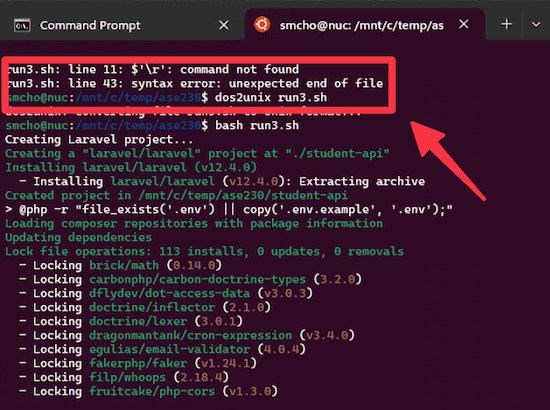 Command Prompt
smcho@nuc: /mnt/c/temp/as
run3.sh: line 11: $'\r': command not found
run3.sh: line 43: syntax error: unexpected end of file
smcho@nuc:/mnt/c/temp/ase230$ dos2unix run3.sh
dos2unix: converting file run3.sh to Unix format...
smcho@nuc:/mnt/c/temp/ase230$ bash run3.sh
Creating Laravel project...
Creating a "laravel/laravel" project at "./student-api"
Installing laravel/laravel (v12.4.0)
- Installing laravel/laravel (v12.4.0): Extracting archive
Created project in /mnt/c/temp/ase230/student-api
> @php -r "file_exists('.env') || copy('.env.example', '.env');"
Loading composer repositories with package information
Updating dependencies
Lock file operations: 113 installs, 0 updates, 0 removals
- Locking brick/math (0.14.0)
- Locking carbonphp/carbon-doctrine-types (3.2.0)
- Locking dflydev/dot-access-data (v3.0.3)
- Locking doctrine/inflector (2.1.0)
- Locking doctrine/lexer (3.0.1)
- Locking dragonmantank/cron-expression (v3.4.0)
- Locking egulias/email-validator (4.0.4)
- Locking fakerphp/faker (v1.24.1)
- Locking filp/whoops (2.18.4)
- Locking fruitcake/php-cors (v1.3.0)